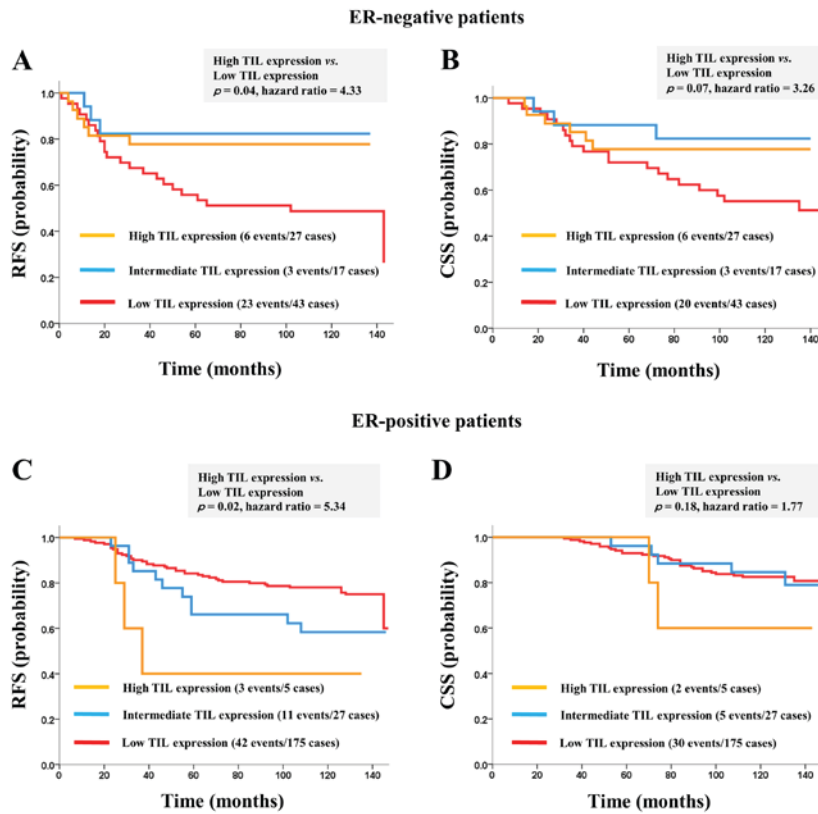 ER-negative patients
A
High TIL expression vs.
Low TIL expression
p = 0.04, hazard ratio = 4.33
RFS (probability)
1.0
0.8
0.6
0.4
0.2
0.0
High TIL expression (6 events/27 cases)
Intermediate TIL expression (3 events/17 cases)
Low TIL expression (23 events/43 cases)
0 20 40 60 80 100 120 140
Time (months)
B
High TIL expression vs.
Low TIL expression
p = 0.07, hazard ratio = 3.26
CSS (probability)
1.0
0.8
0.6
0.4
0.2
0.0
High TIL expression (6 events/27 cases)
Intermediate TIL expression (3 events/17 cases)
Low TIL expression (20 events/43 cases)
0 20 40 60 80 100 120 140
Time (months)
ER-positive patients
C
High TIL expression vs.
Low TIL expression
p = 0.02, hazard ratio = 5.34
RFS (probability)
1.0
0.8
0.6
0.4
0.2
0.0
High TIL expression (3 events/5 cases)
Intermediate TIL expression (11 events/27 cases)
Low TIL expression (42 events/175 cases)
0 20 40 60 80 100 120 140
Time (months)
D
High TIL expression vs.
Low TIL expression
p = 0.18, hazard ratio = 1.77
CSS (probability)
1.0
0.8
0.6
0.4
0.2
0.0
High TIL expression (2 events/5 cases)
Intermediate TIL expression (5 events/27 cases)
Low TIL expression (30 events/175 cases)
0 20 40 60 80 100 120 140
Time (months)